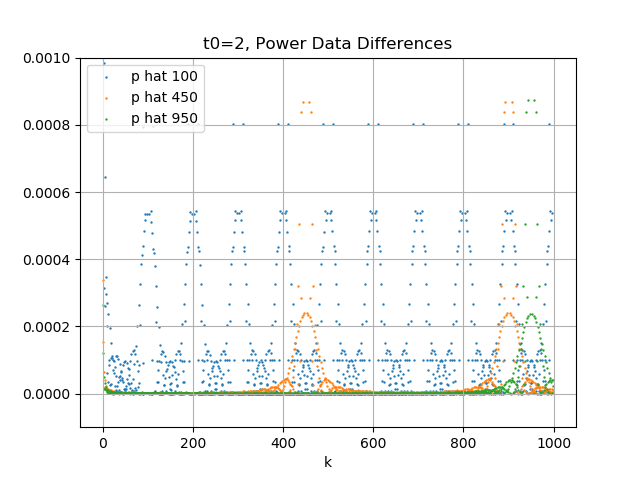 t0=2, Power Data Differences
0.0010
0.0008
0.0006
0.0004
0.0002
0.0000
p hat 100
p hat 450
p hat 950
0 200 400 600 800 1000
k